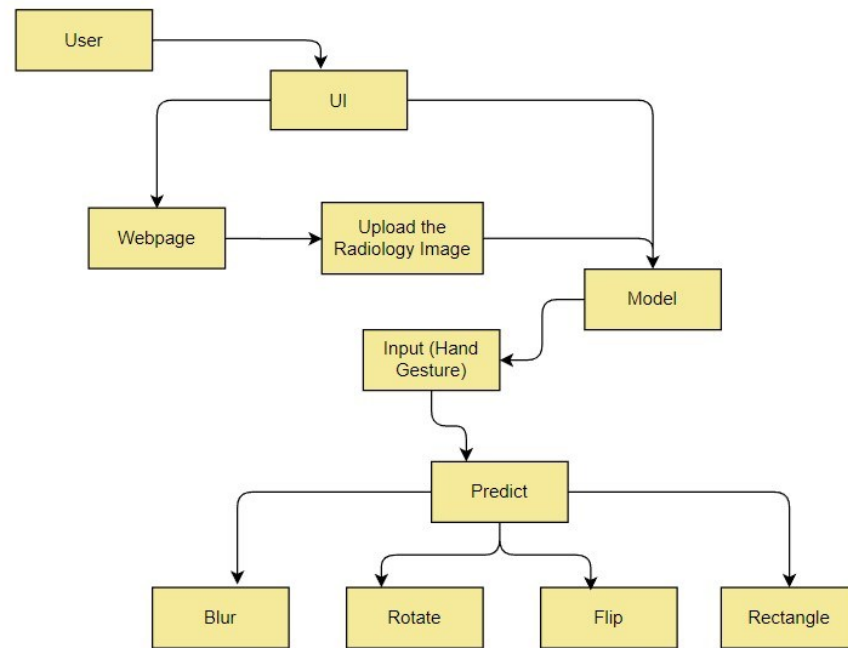 User
UI
Webpage
Upload the
Radiology Image
Model
Input (Hand
Gesture)
Predict
Blur
Rotate
Flip
Rectangle